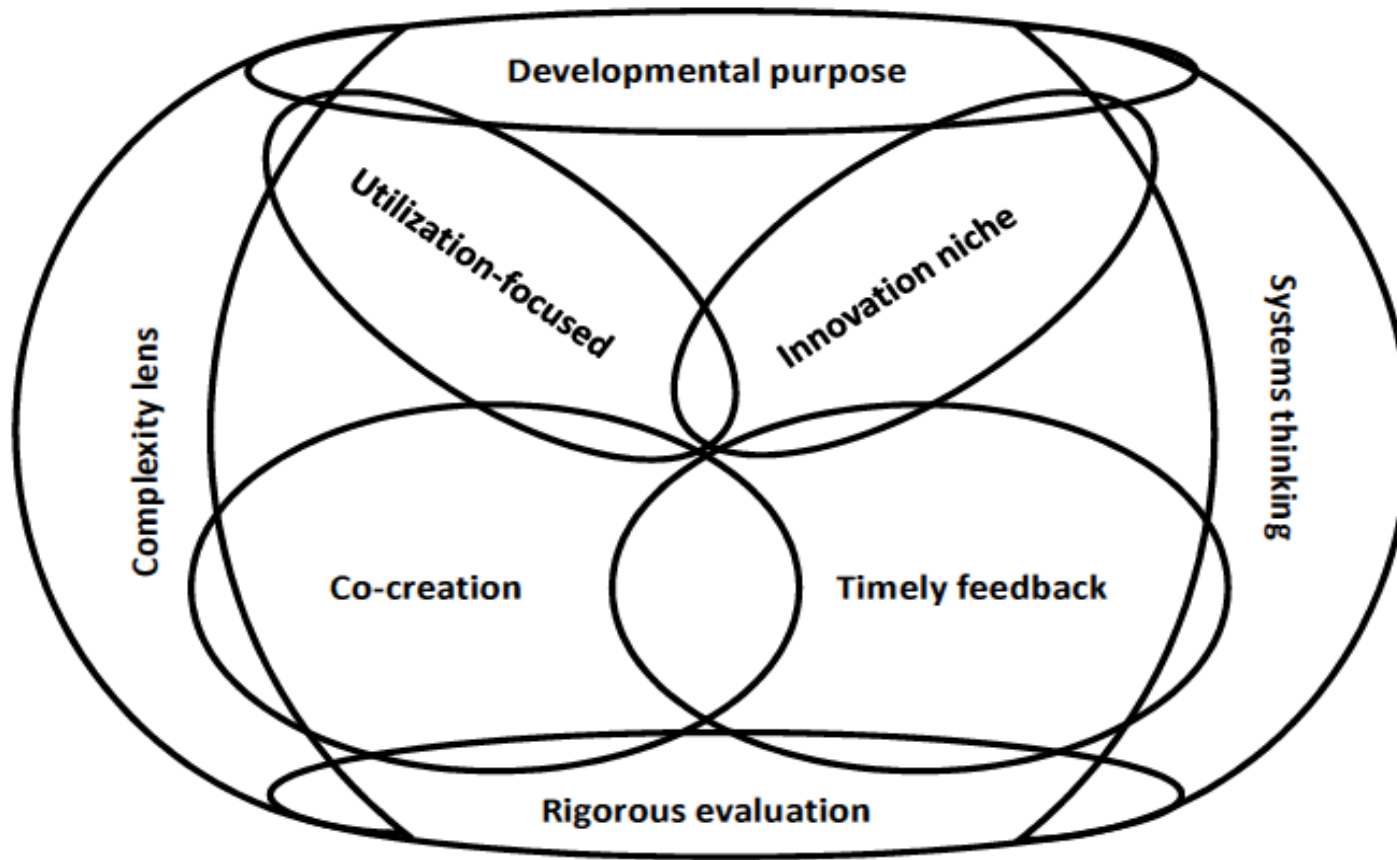 Developmental purpose
Utilization-focused
Innovation niche
Complexity lens
Systems thinking
Co-creation
Timely feedback
Rigorous evaluation